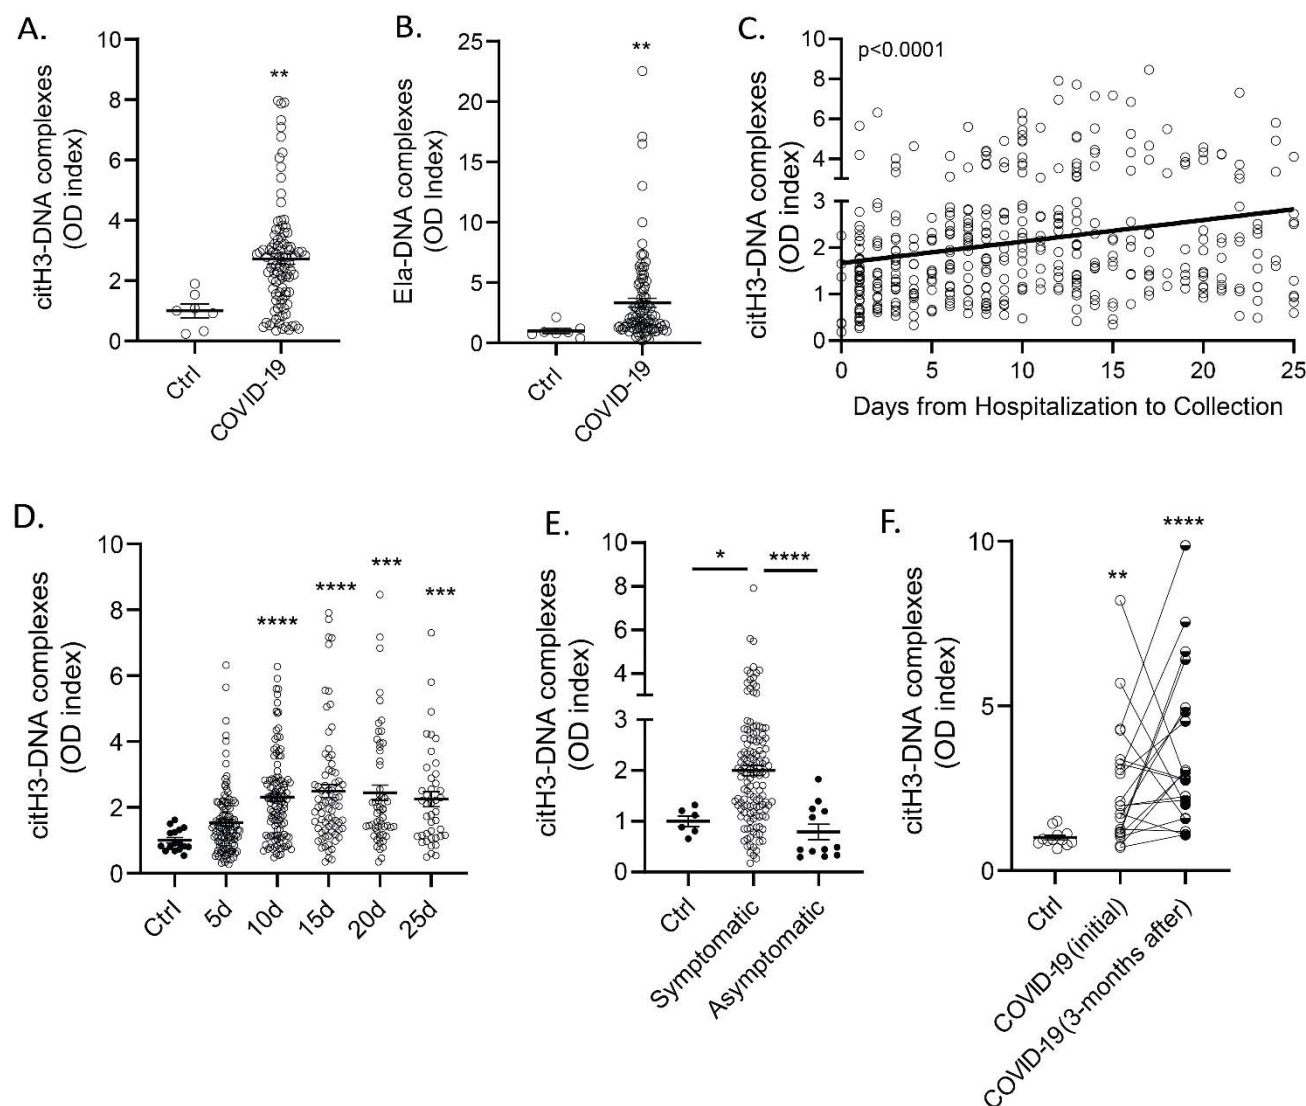 A.
citH3-DNA complexes
(OD index)
10
8
6
4
2
0
**
Ctrl
COVID-19
B.
Ela-DNA complexes
(OD Index)
25
20
15
10
5
0
**
Ctrl
COVID-19
C.
citH3-DNA complexes
(OD index)
p<0.0001
10
8
6
4
3
2
1
0
0 5 10 15 20 25
Days from Hospitalization to Collection
D.
citH3-DNA complexes
(OD index)
10
8
6
4
2
0
**** **** *** ***
Ctrl 5d 10d 15d 20d 25d
E.
citH3-DNA complexes
(OD index)
10
8
6
4
3
2
1
0
* ****
Ctrl
Symptomatic
Asymptomatic
F.
citH3-DNA complexes
(OD index)
10
5
0
** ****
Ctrl
COVID-19(initial)
COVID-19(3-months after)